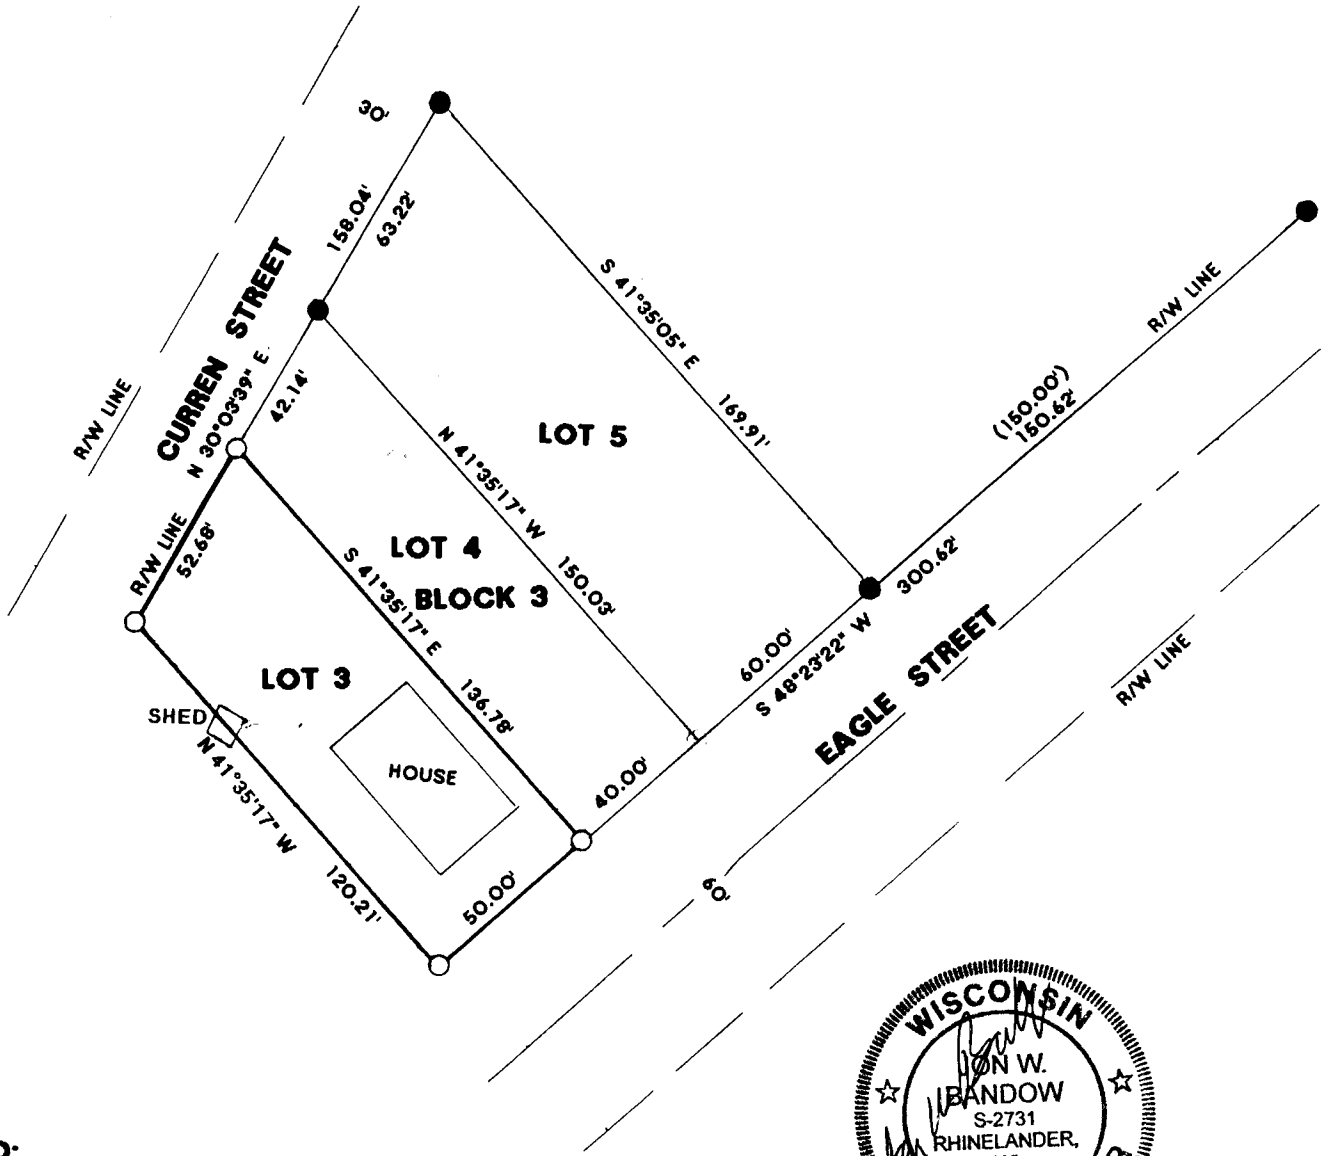 30'
158.04'
63.22'
CURREN STREET
R/W LINE
N 30°03'39" E
42.14'
S 41°35'05" E 169.91'
R/W LINE
(150.00')
150.62'
LOT 5
N 41°35'17" W 150.03'
R/W LINE
52.68'
LOT 4
BLOCK 3
S 41°35'17" E 136.78'
300.62'
60.00'
S 48°23'22" W
EAGLE STREET
R/W LINE
LOT 3
SHED
HOUSE
N 41°35'17" W 120.21'
40.00'
50.00'
60'
WISCONSIN
JON W.
BANDOW
S-2731
RHINELANDER,